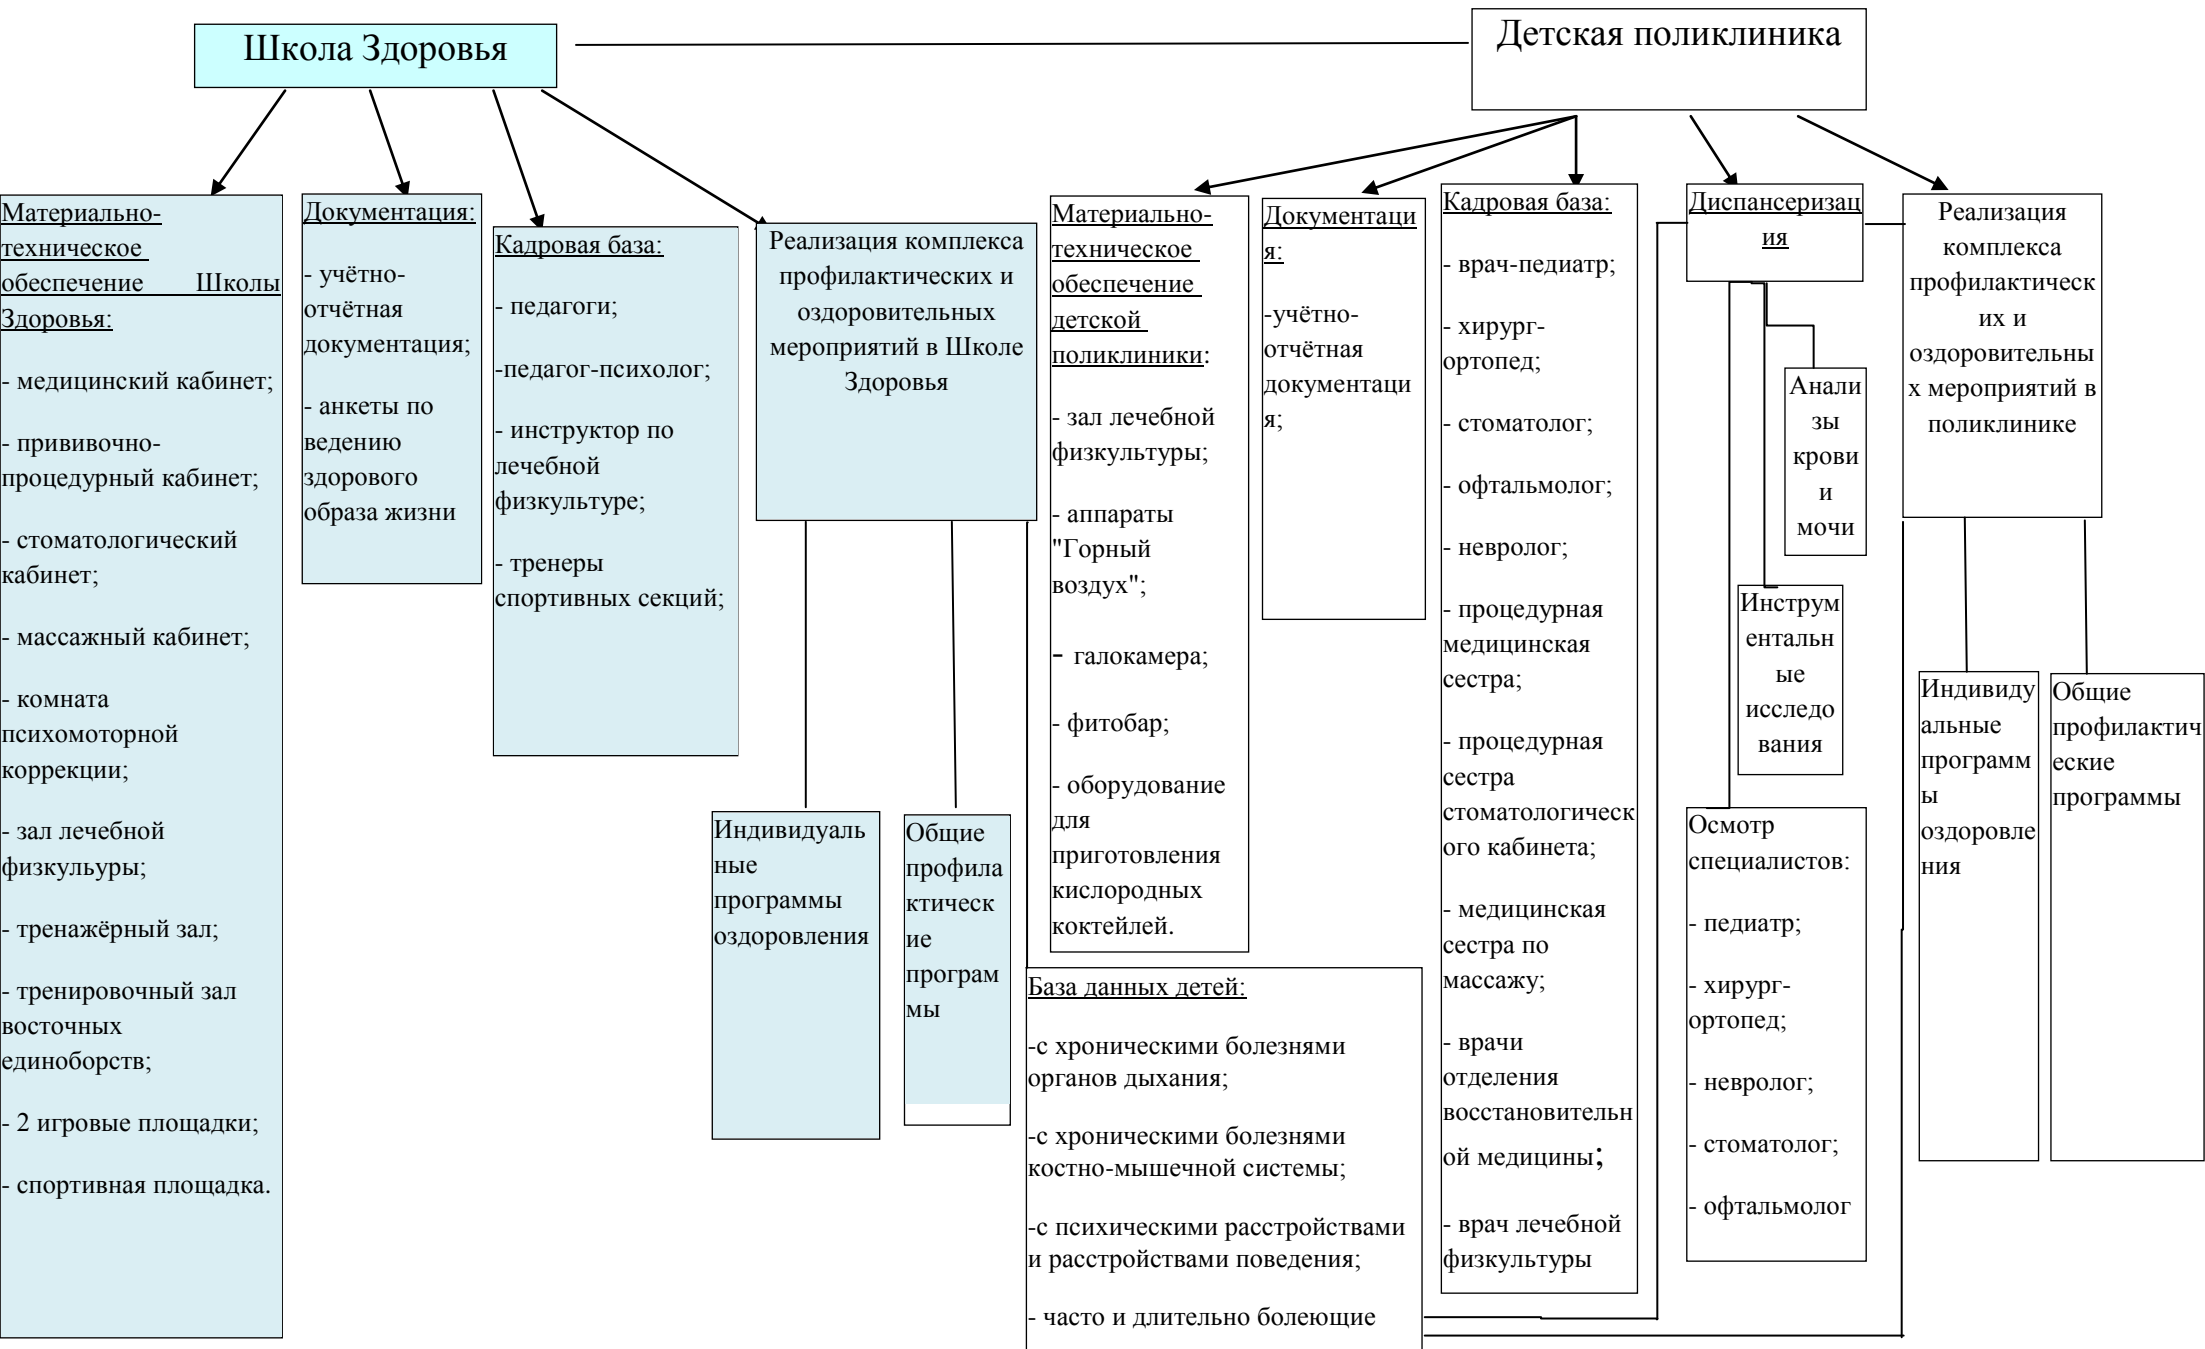 Школа Здоровья
Детская поликлиника
Материально-
техническое
обеспечение Школы
Здоровья:
- медицинский кабинет;
- прививочно-
процедурный кабинет;
- стоматологический
кабинет;
- массажный кабинет;
- комната
психомоторной
коррекции;
- зал лечебной
физкульуры;
- тренажёрный зал;
- тренировочный зал
восточных
единоборств;
- 2 игровые площадки;
- спортивная площадка.
Документация:
- учётно-
отчётная
документация;
- анкеты по
ведению
здорового
образа жизни
Кадровая база:
- педагоги;
-педагог-психолог;
- инструктор по
лечебной
физкультуре;
- тренеры
спортивных секций;
Реализация комплекса
профилактических и
оздоровительных
мероприятий в Школе
Здоровья
Индивидуаль
ные
программы
оздоровления
Общие
профила
ктическ
ие
програм
мы
Материально-
техническое
обеспечение
детской
поликлиники:
- зал лечебной
физкультуры;
- аппараты
"Горный
воздух";
- галокамера;
- фитобар;
- оборудование
для
приготовления
кислородных
коктейлей.
База данных детей:
-с хроническими болезнями
органов дыхания;
-с хроническими болезнями
костно-мышечной системы;
-с психическими расстройствами
и расстройствами поведения;
- часто и длительно болеющие
Документаци
я:
-учётно-
отчётная
документаци
я;
Кадровая база:
- врач-педиатр;
- хирург-
ортопед;
- стоматолог;
- офтальмолог;
- невролог;
- процедурная
медицинская
сестра;
- процедурная
сестра
стоматологическ
ого кабинета;
- медицинская
сестра по
массажу;
- врачи
отделения
восстановительн
ой медицины;
- врач лечебной
физкультуры
Диспансеризац
ия
Анали
зы
крови
и
мочи
Инструм
ентальн
ые
исследо
вания
Осмотр
специалистов:
- педиатр;
- хирург-
ортопед;
- невролог;
- стоматолог;
- офтальмолог
Реализация
комплекса
профилактическ
их и
оздоровительны
х мероприятий в
поликлинике
Индивиду
альные
программ
ы
оздоровле
ния
Общие
профилактич
еские
программы